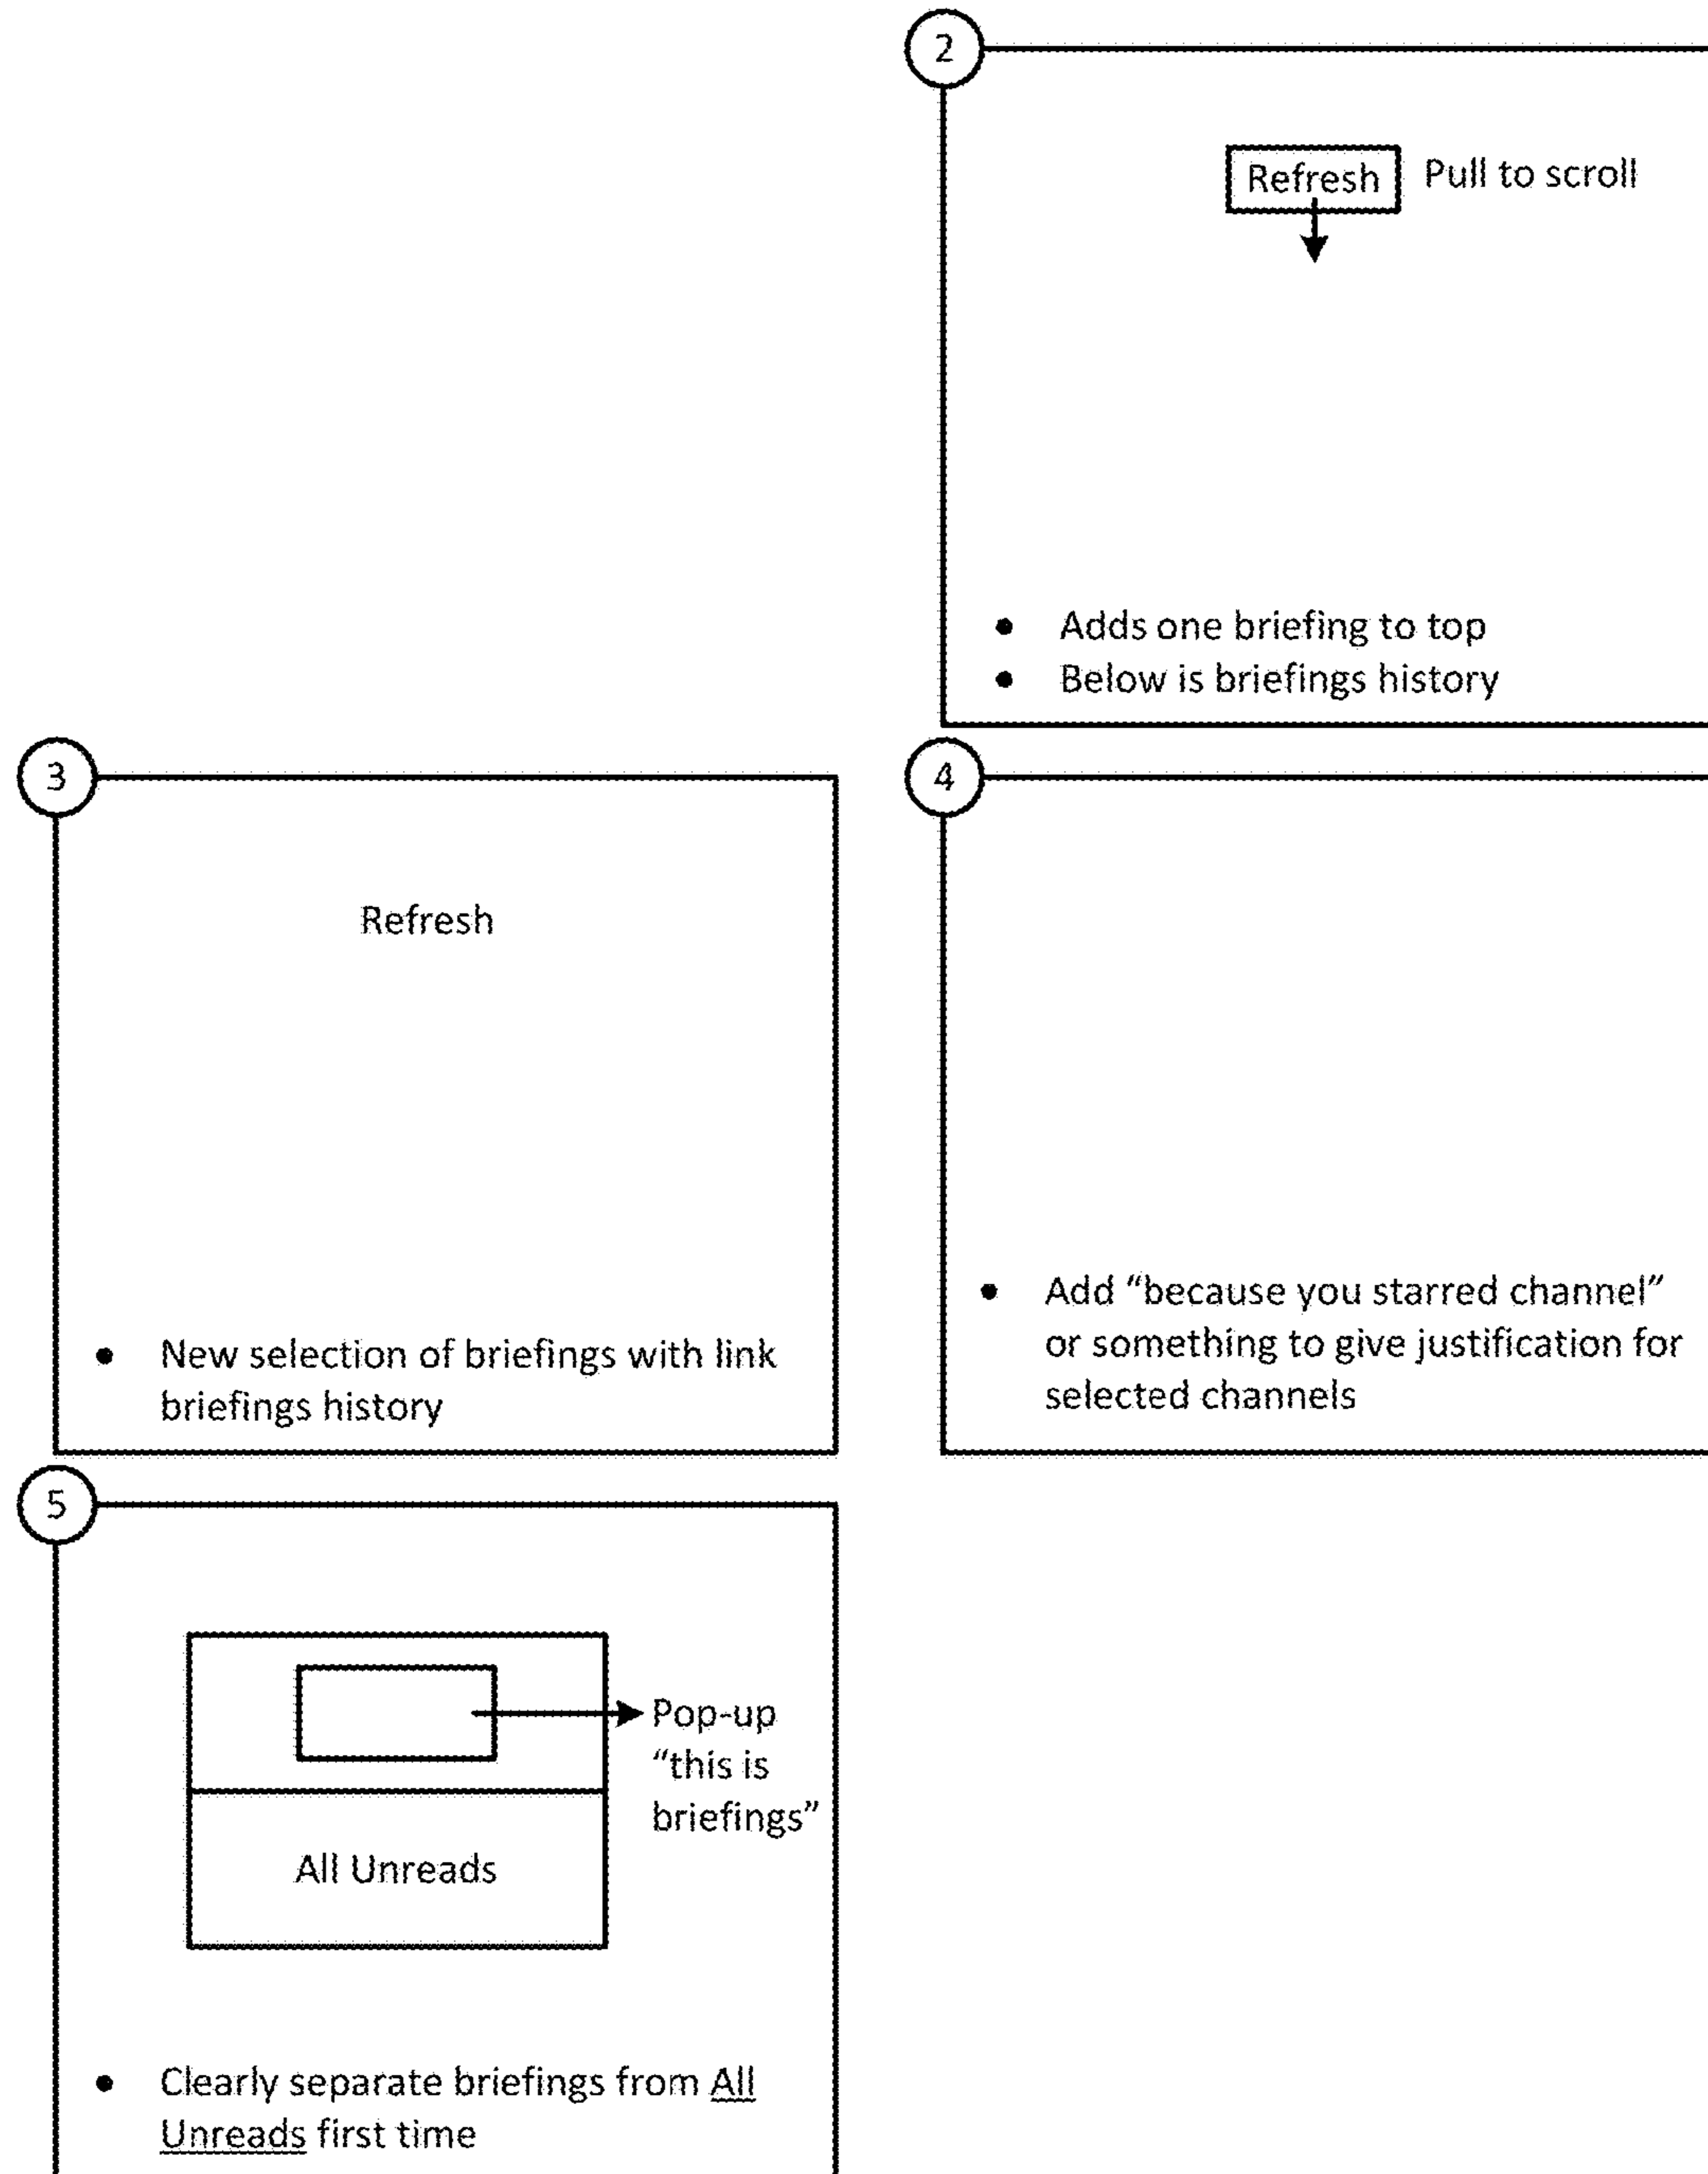 2
Refresh
Pull to scroll
• Adds one briefing to top
• Below is briefings history
3
Refresh
• New selection of briefings with link
briefings history
4
• Add “because you starred channel”
or something to give justification for
selected channels
5
Pop-up
“this is
briefings”
All Unreads
• Clearly separate briefings from All
Unreads first time